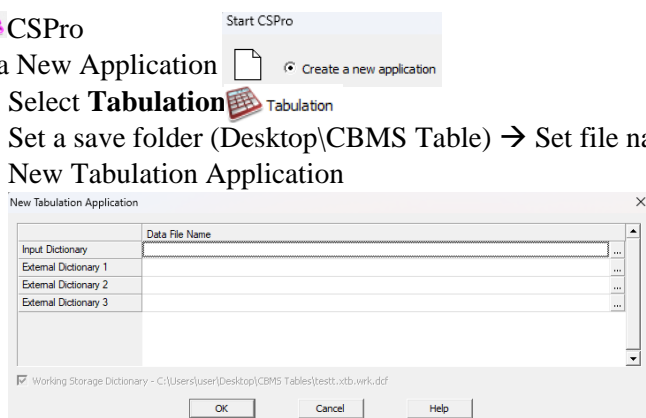 CSPro
Start CSPro
a New Application
Create a new application
Select Tabulation Tabulation
Set a save folder (Desktop\CBMS Table) → Set file na
New Tabulation Application
New Tabulation Application
Data File Name
Input Dictionary ...
External Dictionary 1 ...
External Dictionary 2 ...
External Dictionary 3 ...
Working Storage Dictionary - C:\Users\user\Desktop\CBMS Tables\testt.xtb.wrk.dcf
OK Cancel Help